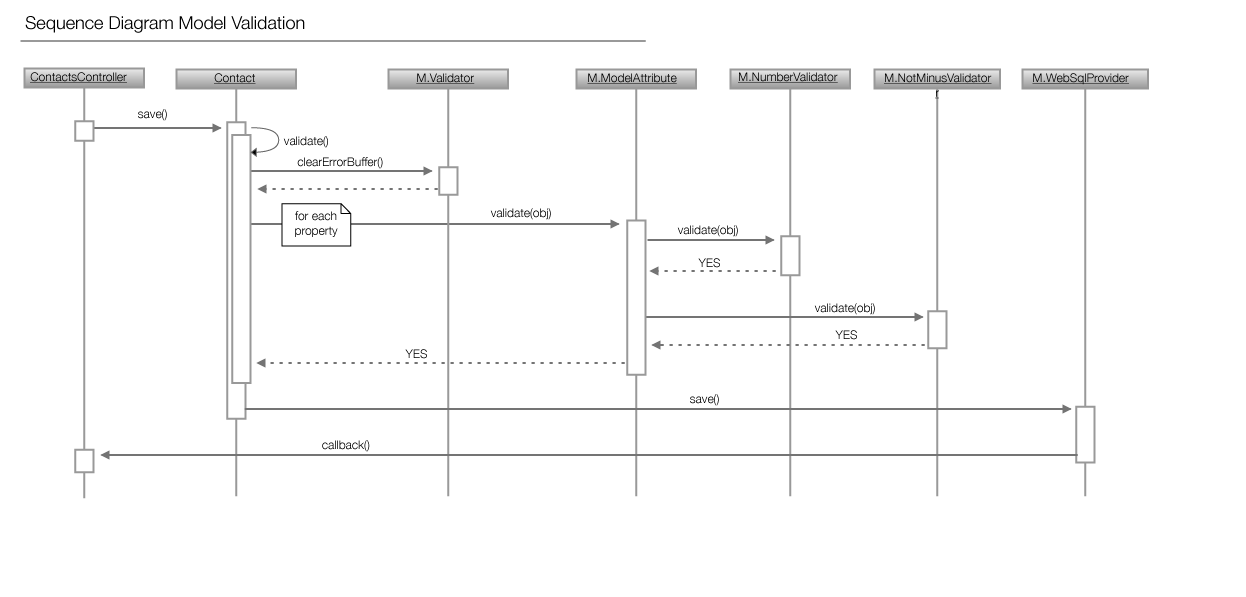 Sequence Diagram Model Validation
ContactsController
Contact
M.Validator
M.ModelAttribute
M.NumberValidator
M.NotMinusValidator
M.WebSqlProvider
save()
validate()
clearErrorBuffer()
for each
property
validate(obj)
validate(obj)
YES
validate(obj)
YES
YES
save()
callback()